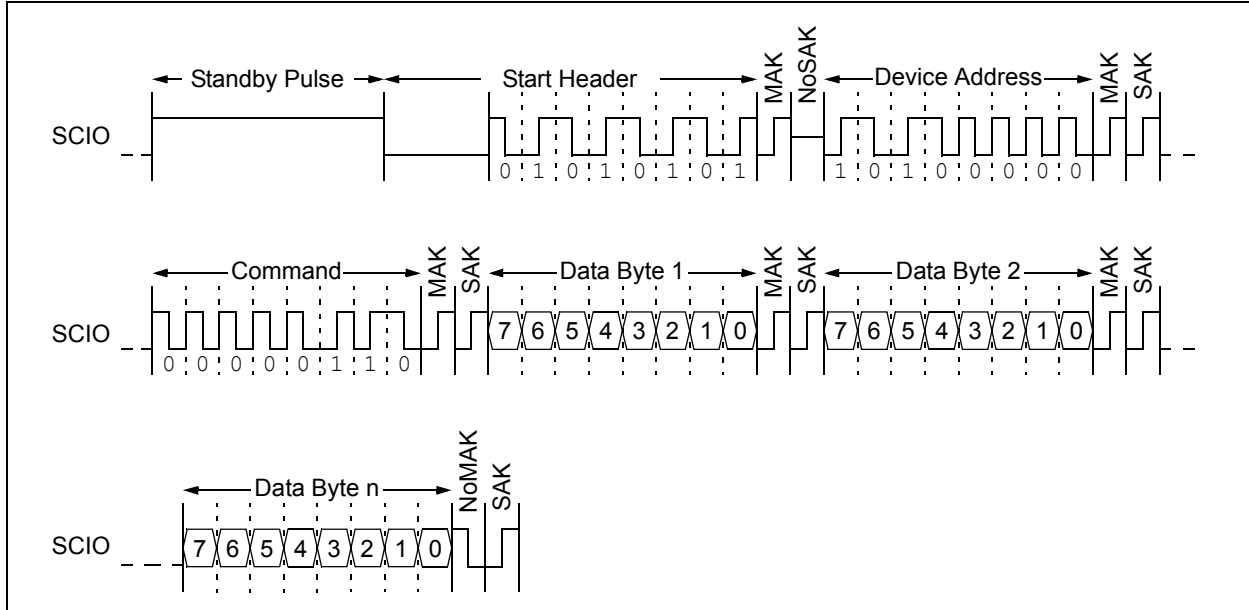 Standby Pulse Start Header MAK NoSAK Device Address MAK SAK
SCIO
0 1 0 1 0 1 0 1 1 0 1 0 0 0 0 0
Command MAK SAK Data Byte 1 MAK SAK Data Byte 2 MAK SAK
SCIO 7 6 5 4 3 2 1 0 7 6 5 4 3 2 1 0
0 0 0 0 0 1 1 0
Data Byte n NoMAK SAK
SCIO 7 6 5 4 3 2 1 0